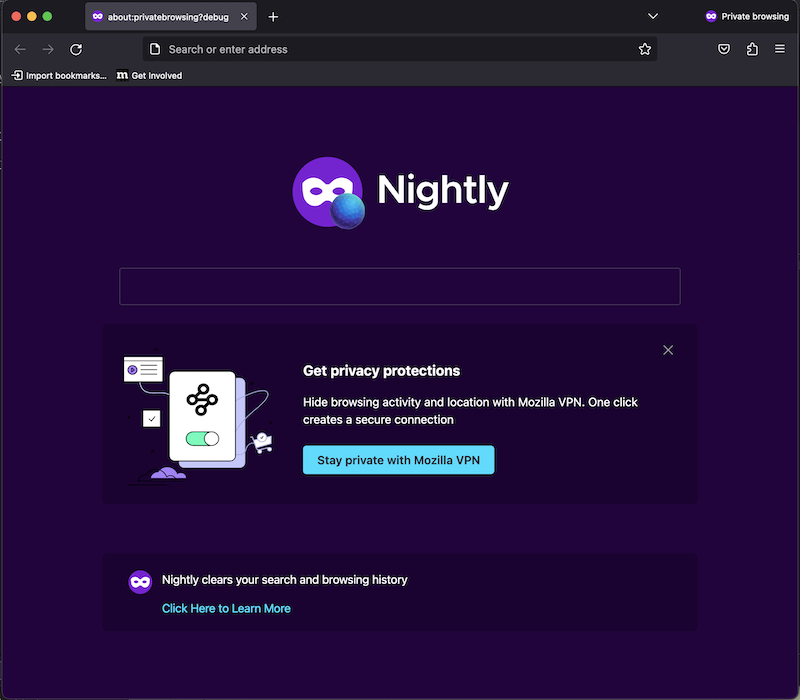 about:privatebrowsing?debug
Private browsing
Search or enter address
Import bookmarks...
Get Involved
Nightly
Get privacy protections
Hide browsing activity and location with Mozilla VPN. One click
creates a secure connection
Stay private with Mozilla VPN
Nightly clears your search and browsing history
Click Here to Learn More